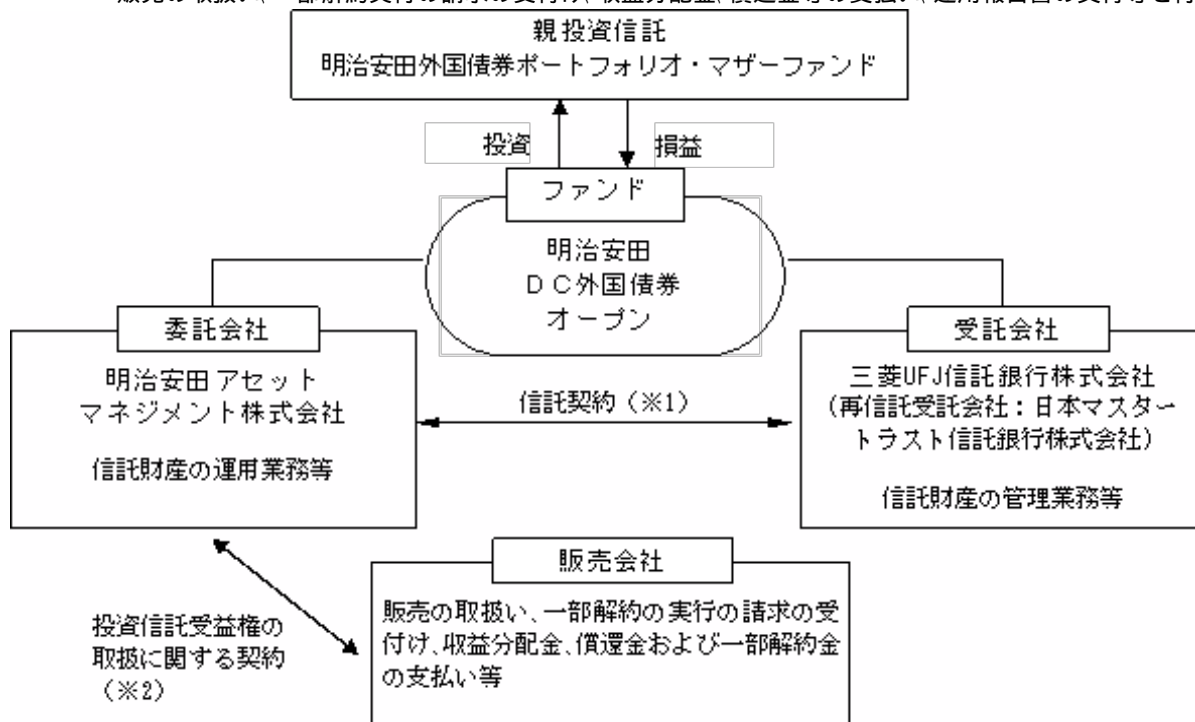 親投資信託
明治安田外国債券ポートフォリオ・マザーファンド
投資
損益
ファンド
明治安田
DC外国債券
オープン
委託会社
明治安田アセット
マネジメント株式会社
信託財産の運用業務等
信託契約(※1)
受託会社
三菱UFJ信託銀行株式会社
(再信託受託会社:日本マスター
トラスト信託銀行株式会社)
信託財産の管理業務等
投資信託受益権の
取扱に関する契約
(※2)
販売会社
販売の取扱い、一部解約の実行の請求の受
付け、収益分配金、償還金および一部解約金
の支払い等